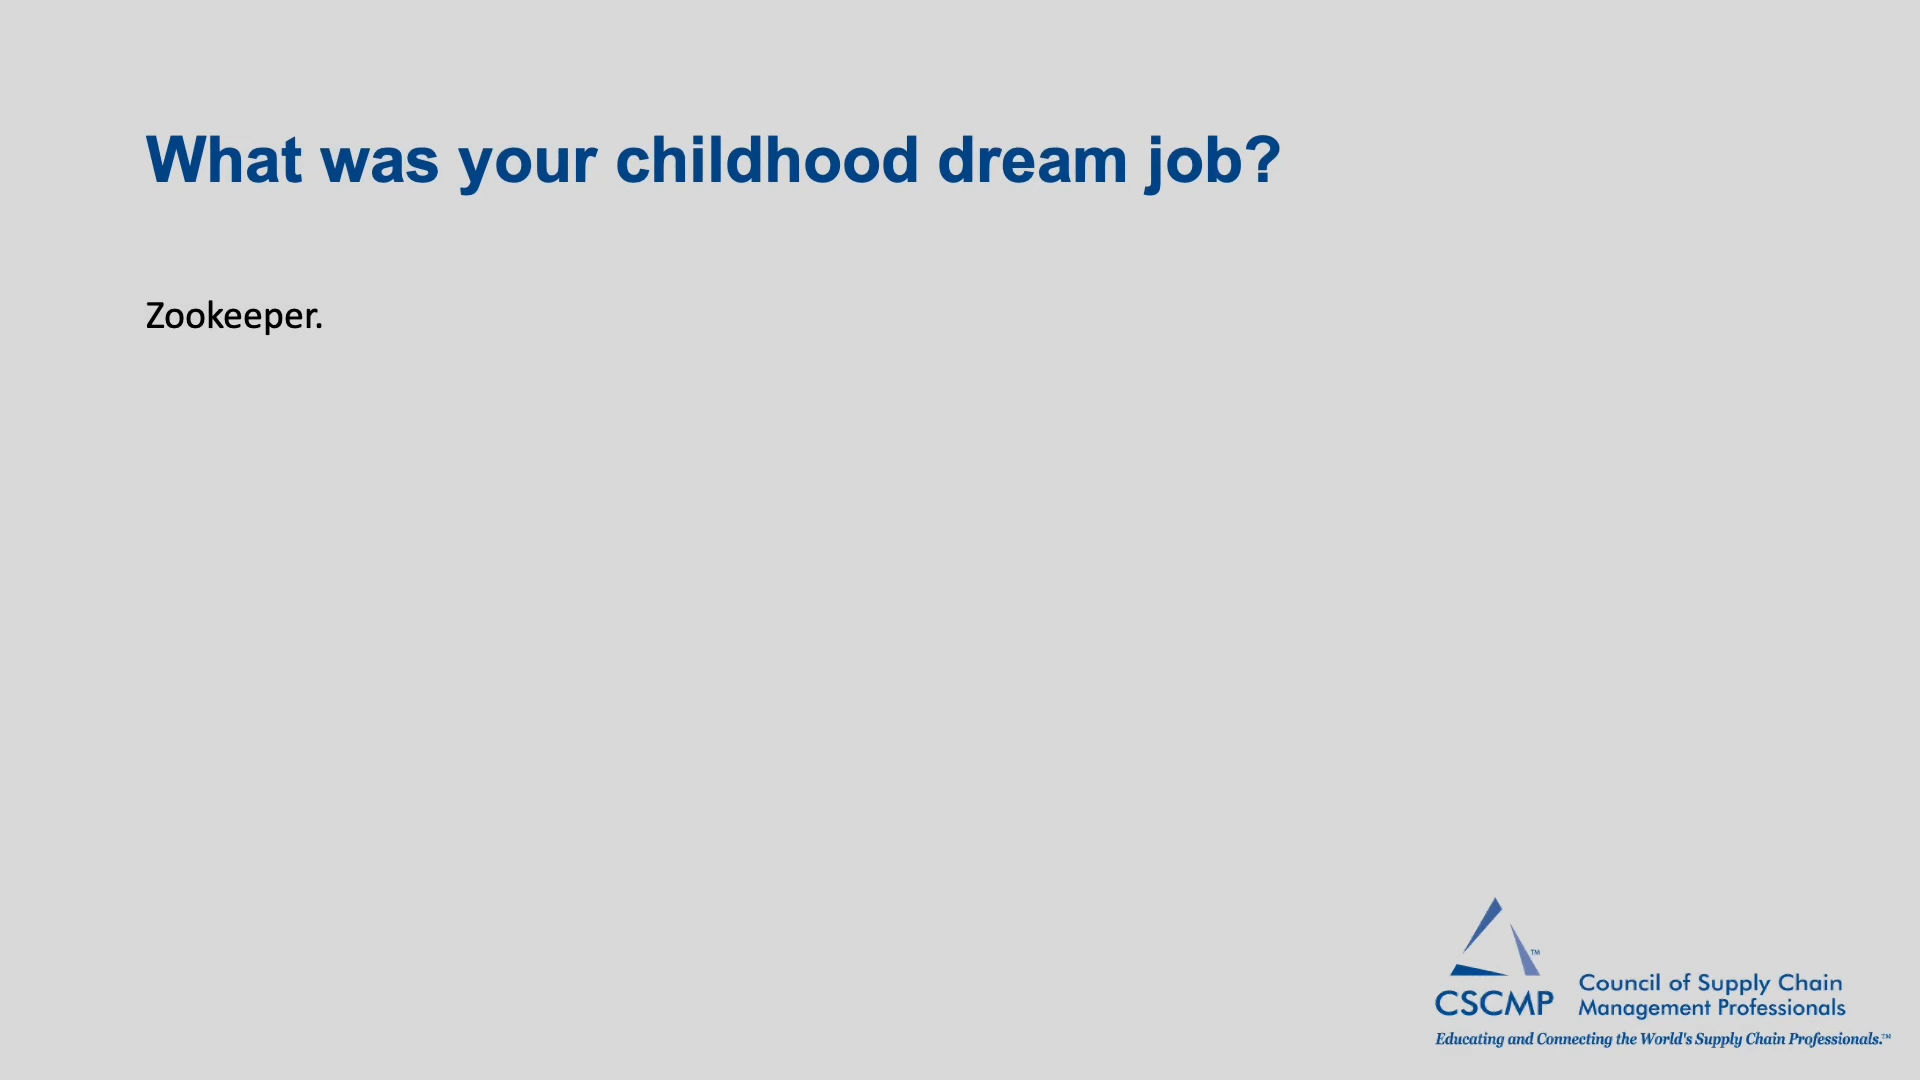 What was your childhood dream job?
Zookeeper.
™
CSCMP
Council of Supply Chain
Management Professionals
Educating and Connecting the World's Supply Chain Professionals.™